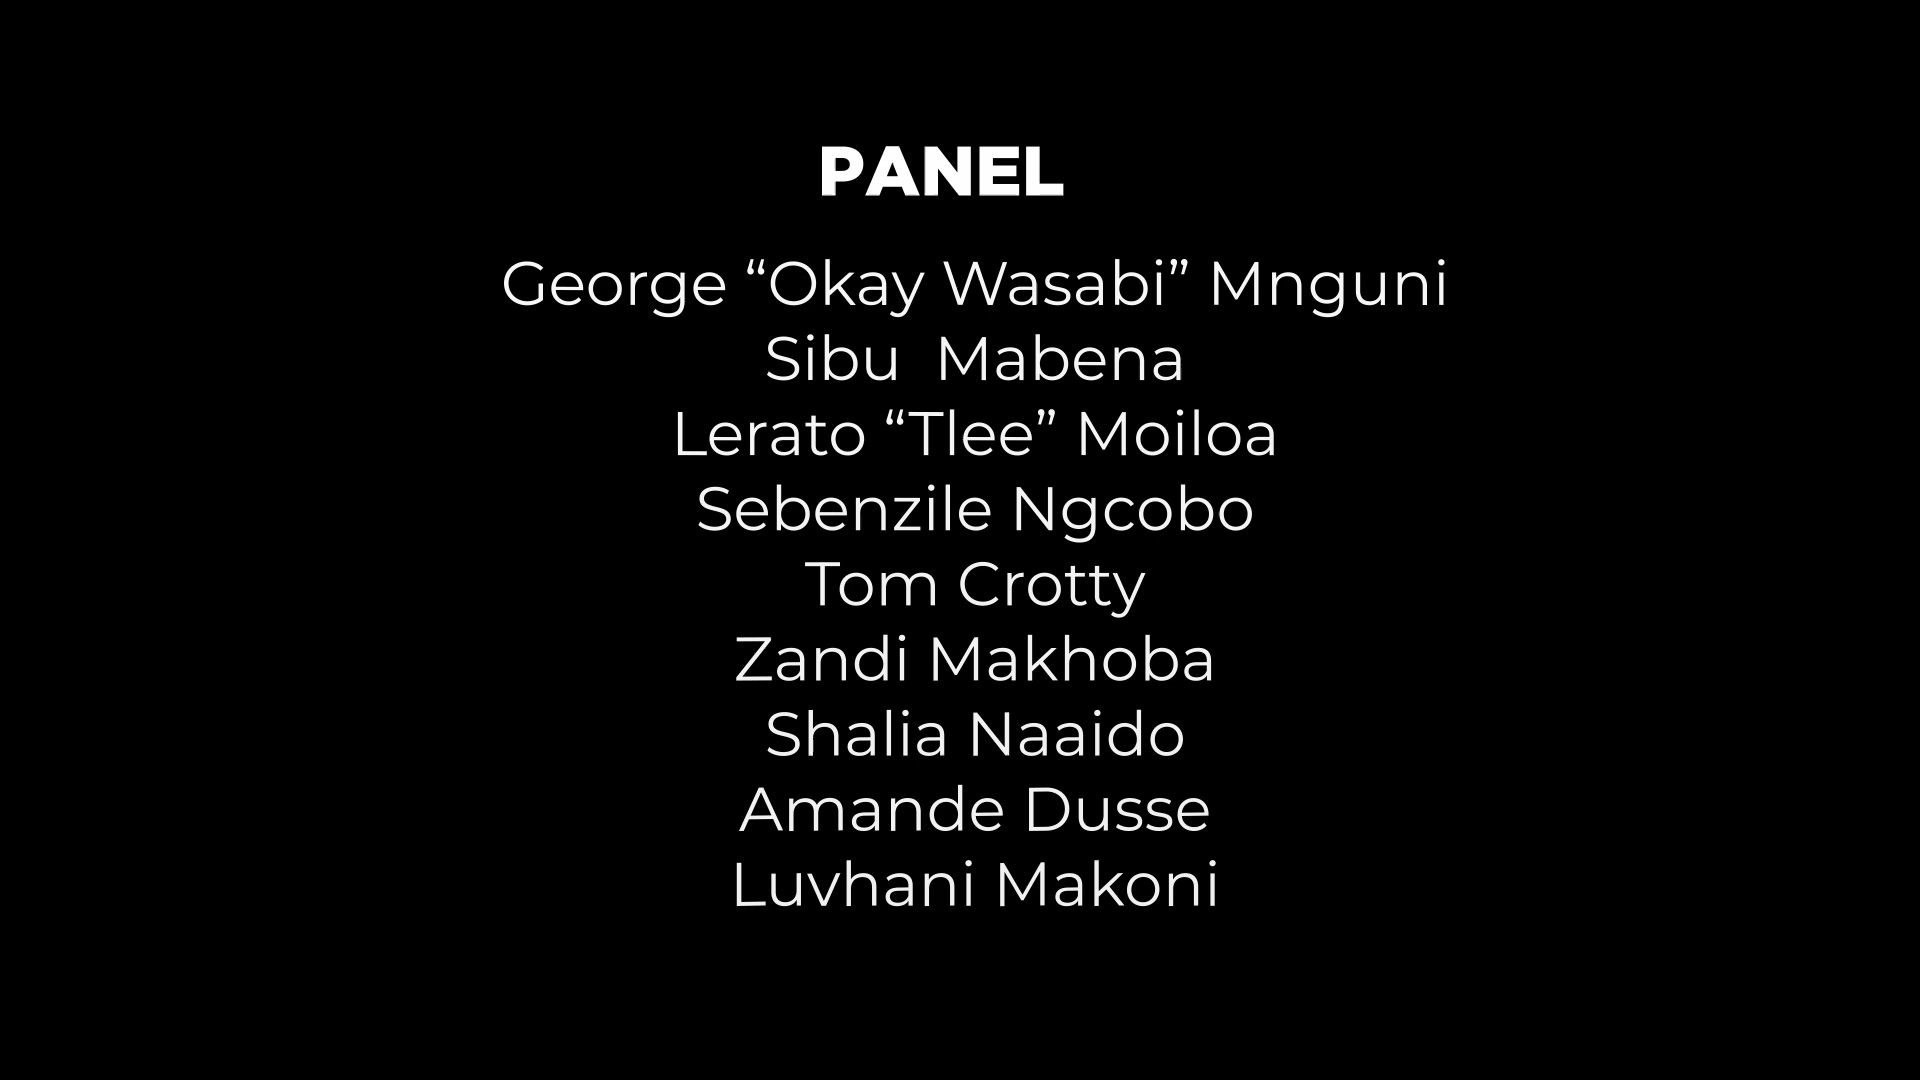 PANEL
George “Okay Wasabi” Mnguni
Sibu  Mabena
Lerato “Tlee” Moiloa
Sebenzile Ngcobo
Tom Crotty
Zandi Makhoba
Shalia Naaido
Amande Dusse
Luvhani Makoni